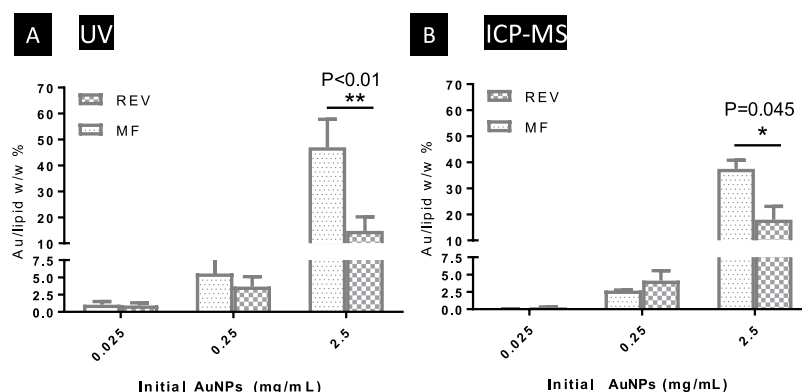 A UV
P<0.01
**
REV
MF
Au/lipid w/w %
70
60
50
40
30
20
10
7.5
5.0
2.5
0.0
0.025
0.25
2.5
Initial AuNPs (mg/mL)
B ICP-MS
P=0.045
*
REV
MF
Au/lipid w/w %
70
60
50
40
30
20
10
7.5
5.0
2.5
0.0
0.025
0.25
2.5
Initial AuNPs (mg/mL)